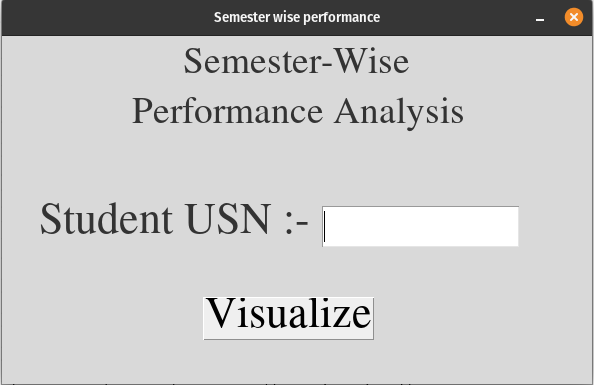 Semester wise performance
Semester-Wise
Performance Analysis
Student USN :-
Visualize